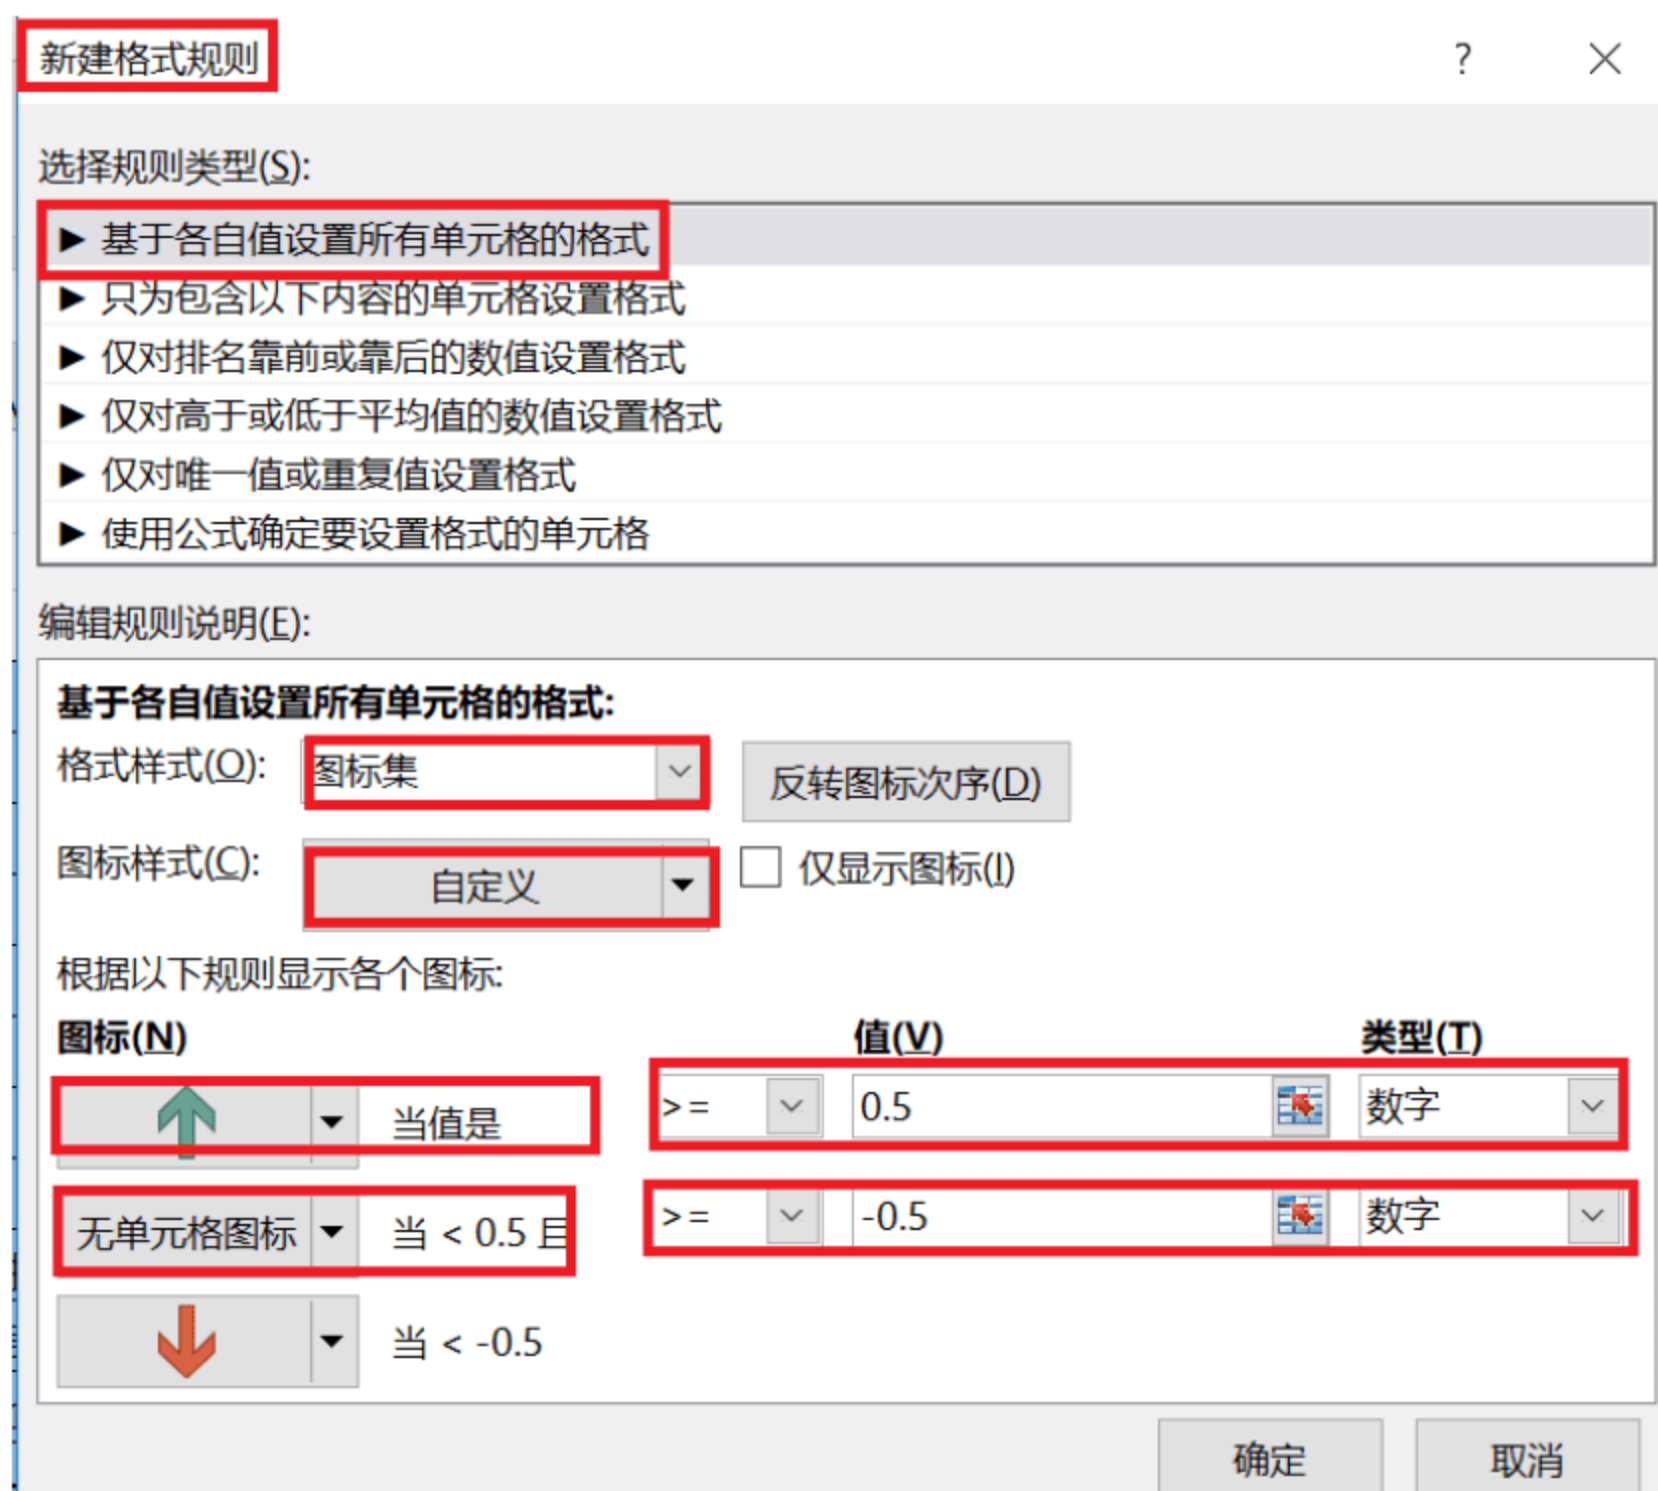 新建格式规则
?
选择规则类型(S):
► 基于各自值设置所有单元格的格式
► 只为包含以下内容的单元格设置格式
► 仅对排名靠前或靠后的数值设置格式
► 仅对高于或低于平均值的数值设置格式
► 仅对唯一值或重复值设置格式
► 使用公式确定要设置格式的单元格
编辑规则说明(E):
基于各自值设置所有单元格的格式:
格式样式(O): 图标集 反转图标次序(D)
图标样式(C): 自定义 仅显示图标(I)
根据以下规则显示各个图标:
图标(N) 值(V) 类型(T)
当值是 >= 0.5 数字
无单元格图标 当 < 0.5 且 >= -0.5 数字
当 < -0.5
确定 取消